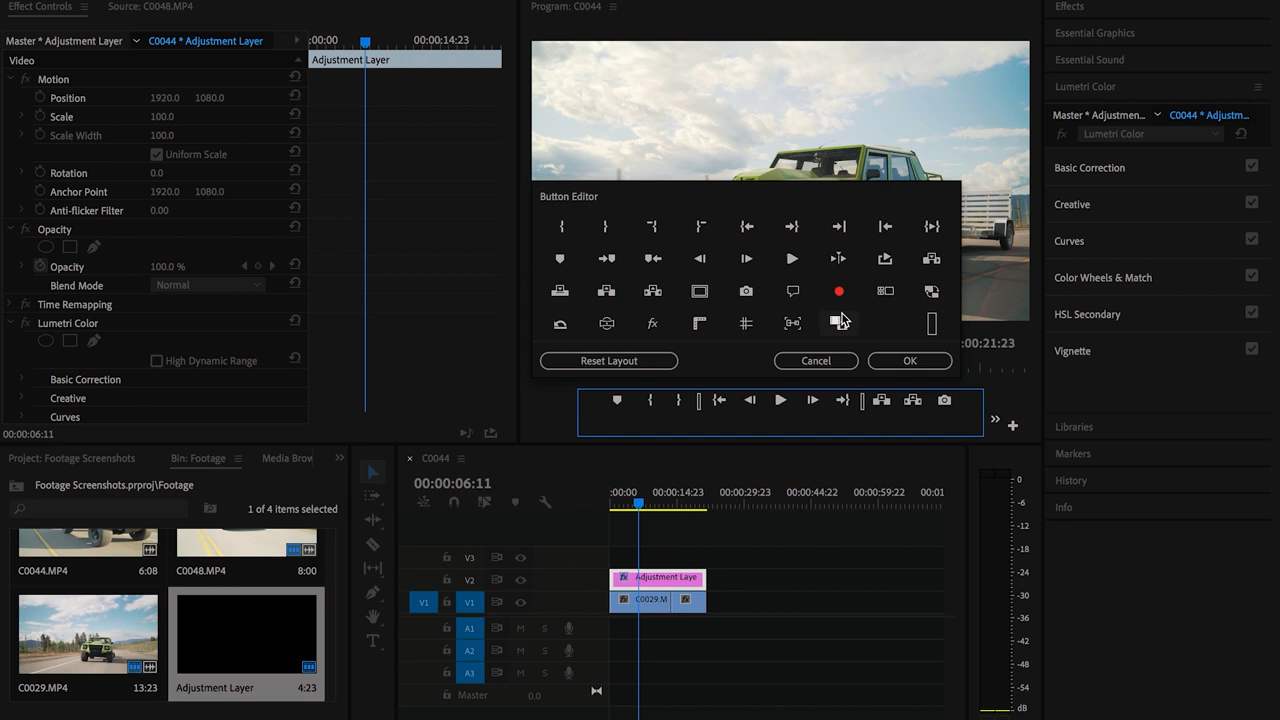 Effect Controls
Source: C0048.MP4
Master * Adjustment Layer
C0044 * Adjustment Layer
:00:00
00:00:14:23
Video
Adjustment Layer
fx Motion
Position 1920.0 1080.0
Scale 100.0
Scale Width 100.0
Uniform Scale
Rotation 0.0
Anchor Point 1920.0 1080.0
Anti-flicker Filter 0.00
fx Opacity
Opacity 100.0 %
Blend Mode Normal
fx Time Remapping
fx Lumetri Color
High Dynamic Range
Basic Correction
Creative
Curves
00:00:06:11
Program: C0044
Button Editor
fx
Reset Layout
Cancel
OK
:00:21:23
Effects
Essential Graphics
Essential Sound
Lumetri Color
Master * Adjustmen...
C0044 * Adjustm...
fx Lumetri Color
Basic Correction
Creative
Curves
Color Wheels & Match
HSL Secondary
Vignette
Libraries
Markers
History
Info
Project: Footage Screenshots
Bin: Footage
Media Brow
Footage Screenshots.prproj\Footage
1 of 4 items selected
C0044.MP4 6:08
C0048.MP4 8:00
C0029.MP4 13:23
Adjustment Layer 4:23
C0044
00:00:06:11
:00:00
00:00:14:23
00:00:29:23
00:00:44:22
00:00:59:22
00:01
V3
V2
fx Adjustment Laye
V1 V1
C0029.M
A1 M S
A2 M S
A3 M S
Master 0.0
0
-6
-12
-18
-24
-30
-36
-42
-48
-54
dB